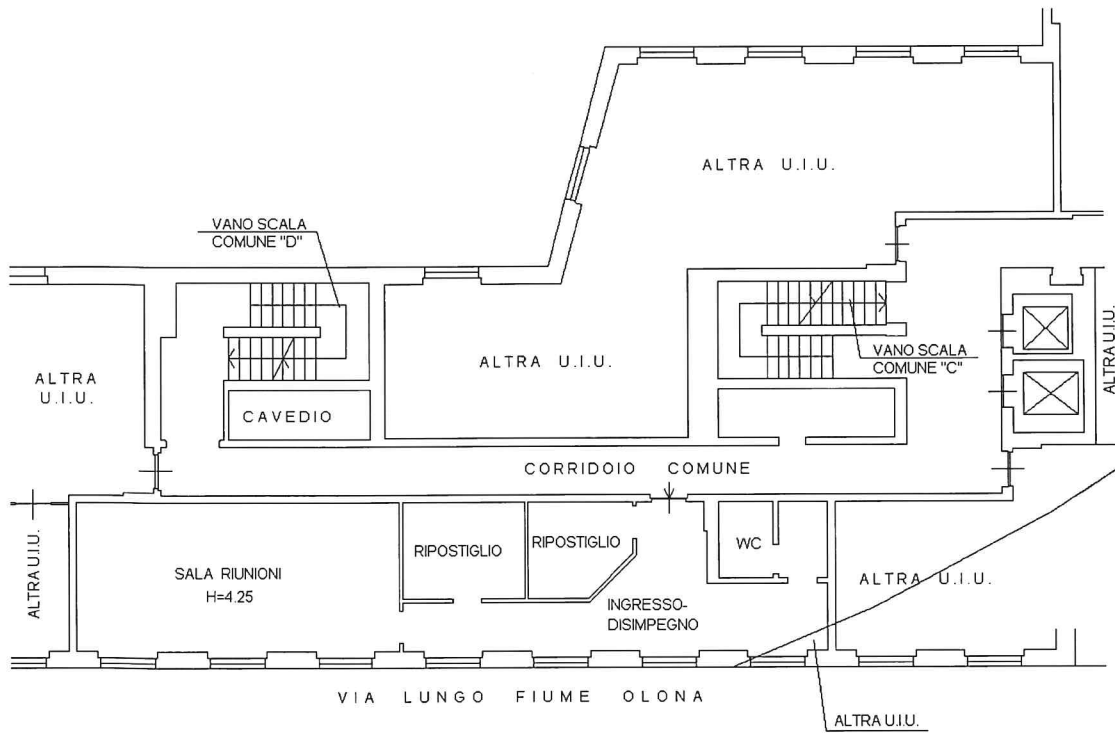 ALTRA U.I.U.
VANO SCALA
COMUNE "D"
ALTRA U.I.U.
VANO SCALA
COMUNE "C"
ALTRA U.I.U.
ALTRA
U.I.U.
CAVEDIO
CORRIDOIO COMUNE
ALTRA U.I.U.
SALA RIUNIONI
H=4.25
RIPOSTIGLIO
RIPOSTIGLIO
WC
ALTRA U.I.U.
INGRESSO-
DISIMPEGNO
VIA LUNGO FIUME OLONA
ALTRA U.I.U.